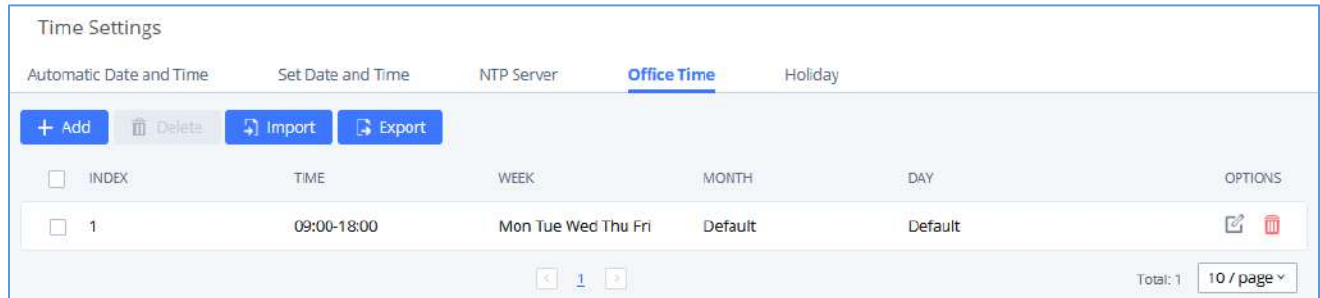 Time Settings
Automatic Date and Time Set Date and Time NTP Server Office Time Holiday
+ Add Delete Import Export
INDEX TIME WEEK MONTH DAY OPTIONS
1 09:00-18:00 Mon Tue Wed Thu Fri Default Default
< 1 > Total: 1 10 / page